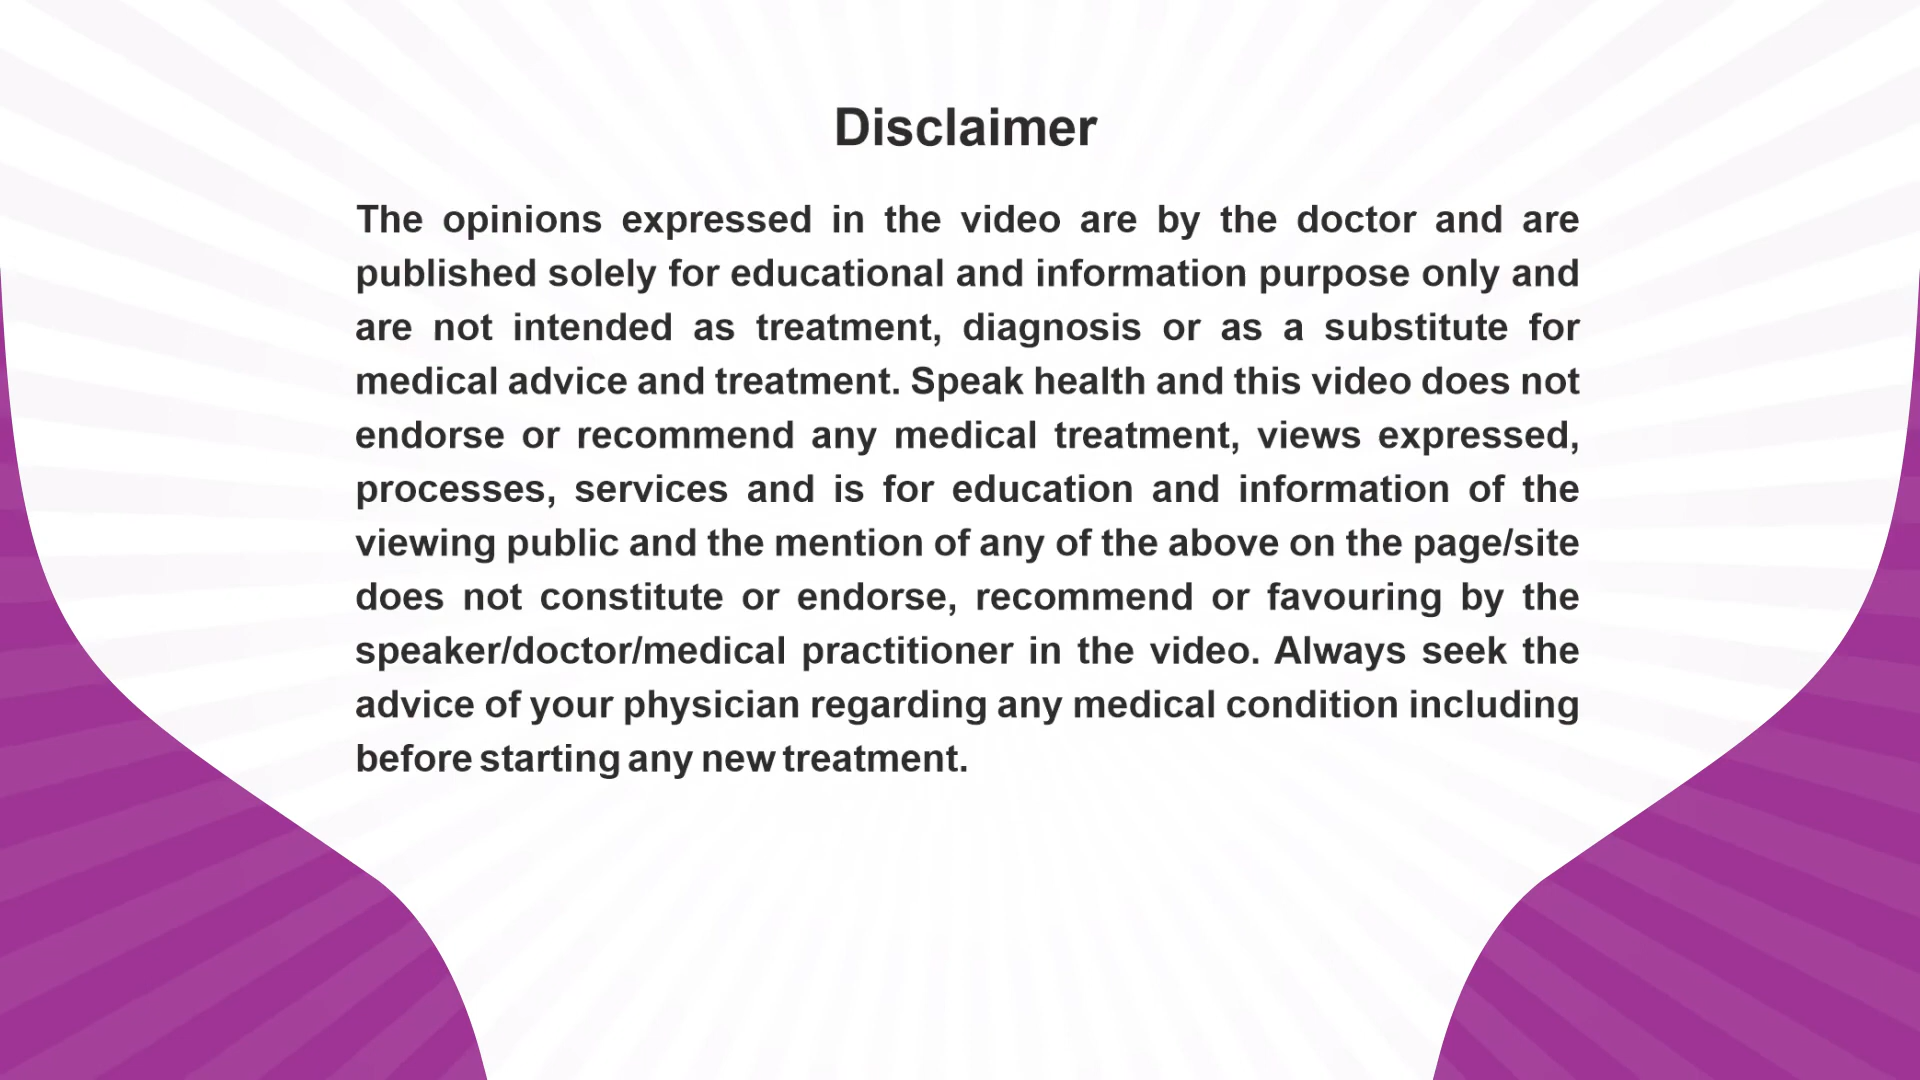 Disclaimer
The opinions expressed in the video are by the doctor and are
published solely for educational and information purpose only and
are not intended as treatment, diagnosis or as a substitute for
medical advice and treatment. Speak health and this video does not
endorse or recommend any medical treatment, views expressed,
processes, services and is for education and information of the
viewing public and the mention of any of the above on the page/site
does not constitute or endorse, recommend or favouring by the
speaker/doctor/medical practitioner in the video. Always seek the
advice of your physician regarding any medical condition including
before starting any new treatment.